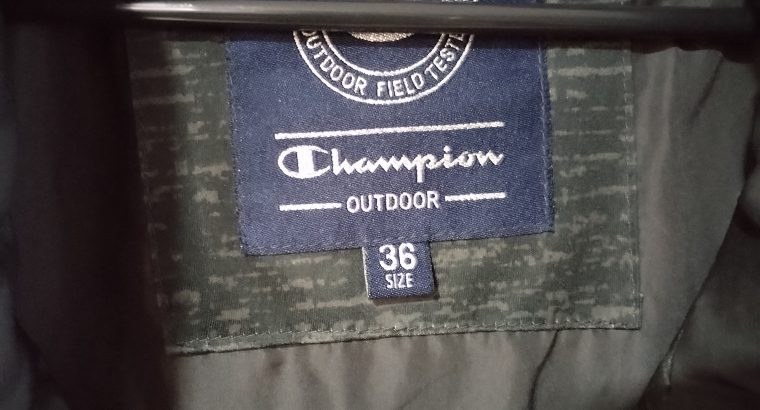 OUTDOOR FIELD TESTE
Champion
OUTDOOR
36
SIZE